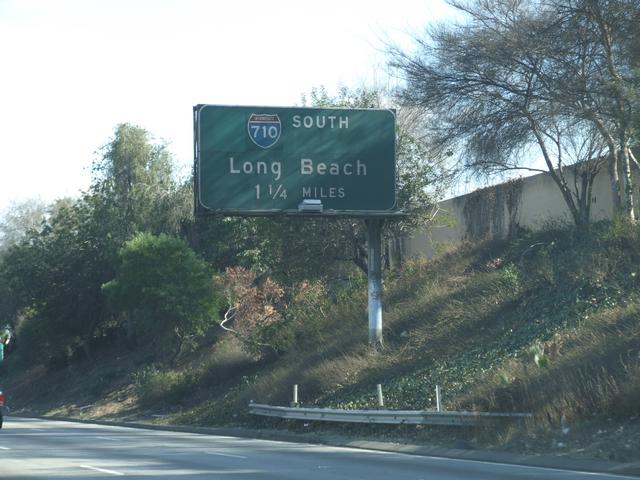 710 SOUTH
Long Beach
1 1/4 MILES